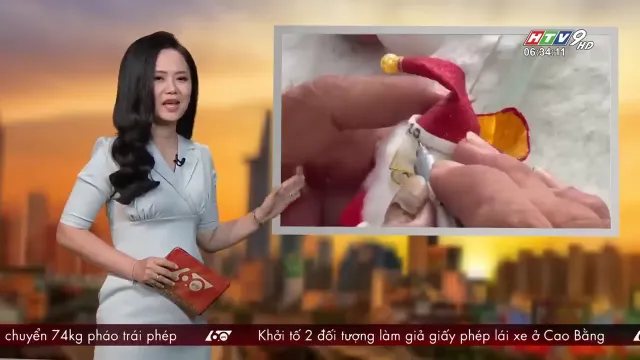 HTV9 HD
06:34:11
chuyển 74kg pháo trái phép
60 Khởi tố 2 đối tượng làm giả giấy phép lái xe ở Cao Bằng